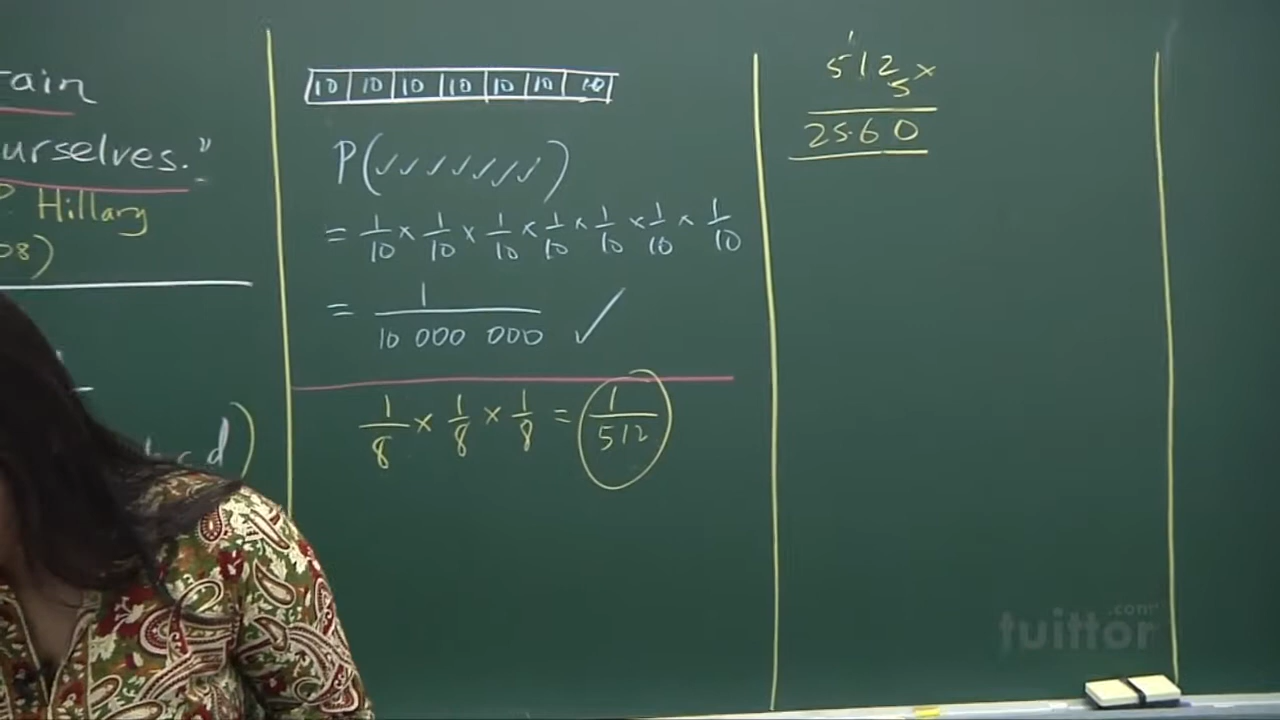 ain
urselves."
P. Hillary
08)
d)
10 10 10 10 10 10 10
P(✓✓✓✓✓✓✓)
= 1/10 × 1/10 × 1/10 × 1/10 × 1/10 × 1/10 × 1/10
= 1/10 000 000 ✓
1/8 × 1/8 × 1/8 = 1/512
1
512 ×
5
2560
tuittor.com